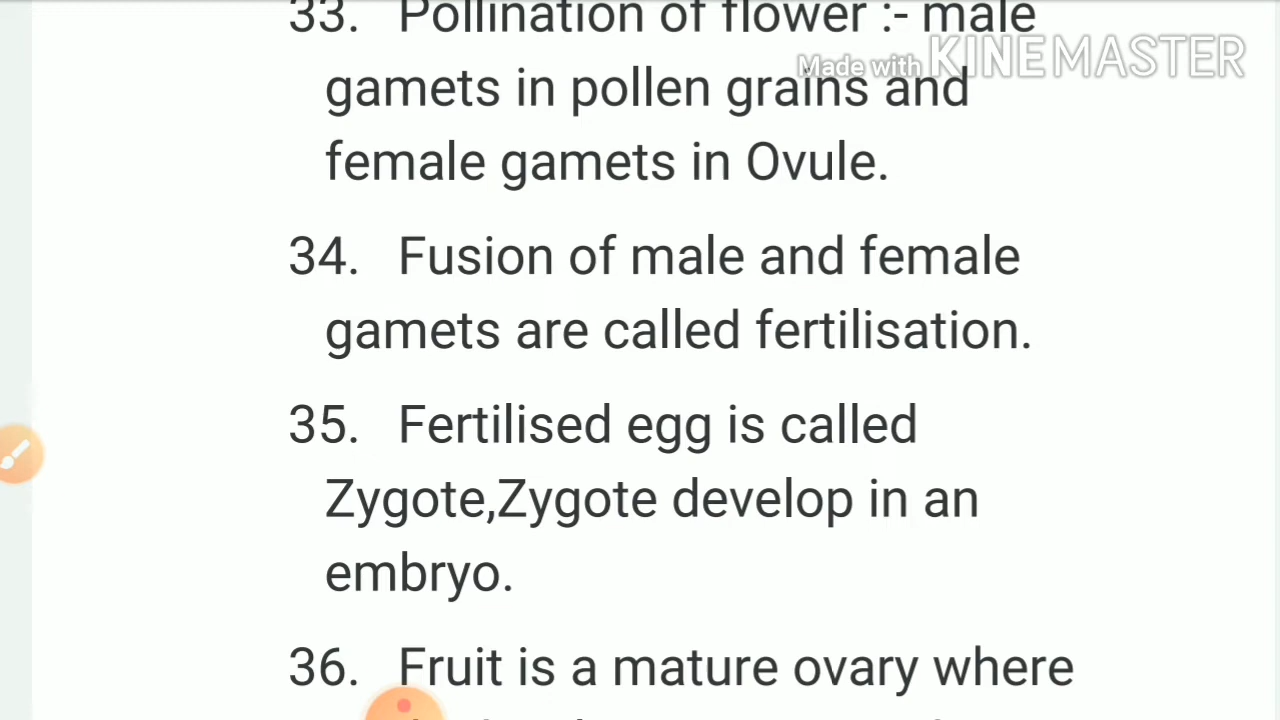 33. Pollination of flower :- male
Made with KINEMASTER
gamets in pollen grains and
female gamets in Ovule.
34. Fusion of male and female
gamets are called fertilisation.
35. Fertilised egg is called
Zygote,Zygote develop in an
embryo.
36. Fruit is a mature ovary where